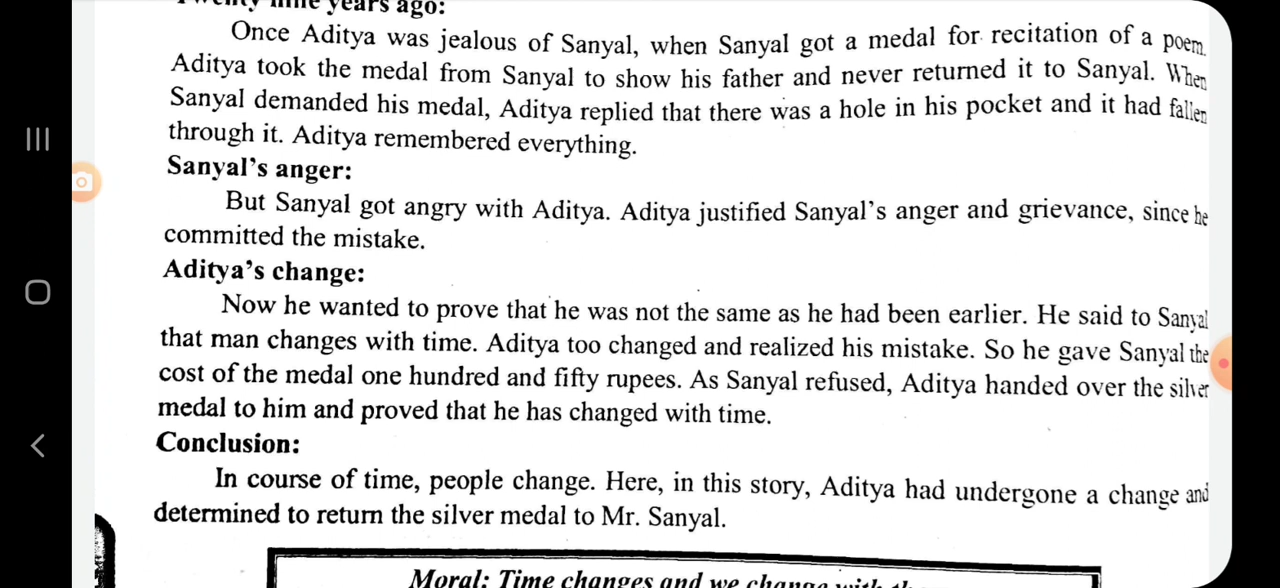 years ago:
Once Aditya was jealous of Sanyal, when Sanyal got a medal for recitation of a poem.
Aditya took the medal from Sanyal to show his father and never returned it to Sanyal. When
Sanyal demanded his medal, Aditya replied that there was a hole in his pocket and it had fallen
through it. Aditya remembered everything.
Sanyal's anger:
But Sanyal got angry with Aditya. Aditya justified Sanyal's anger and grievance, since he
committed the mistake.
Aditya's change:
Now he wanted to prove that he was not the same as he had been earlier. He said to Sanyal
that man changes with time. Aditya too changed and realized his mistake. So he gave Sanyal the
cost of the medal one hundred and fifty rupees. As Sanyal refused, Aditya handed over the silver
medal to him and proved that he has changed with time.
Conclusion:
In course of time, people change. Here, in this story, Aditya had undergone a change and
determined to return the silver medal to Mr. Sanyal.
Moral: Time changes and we change with